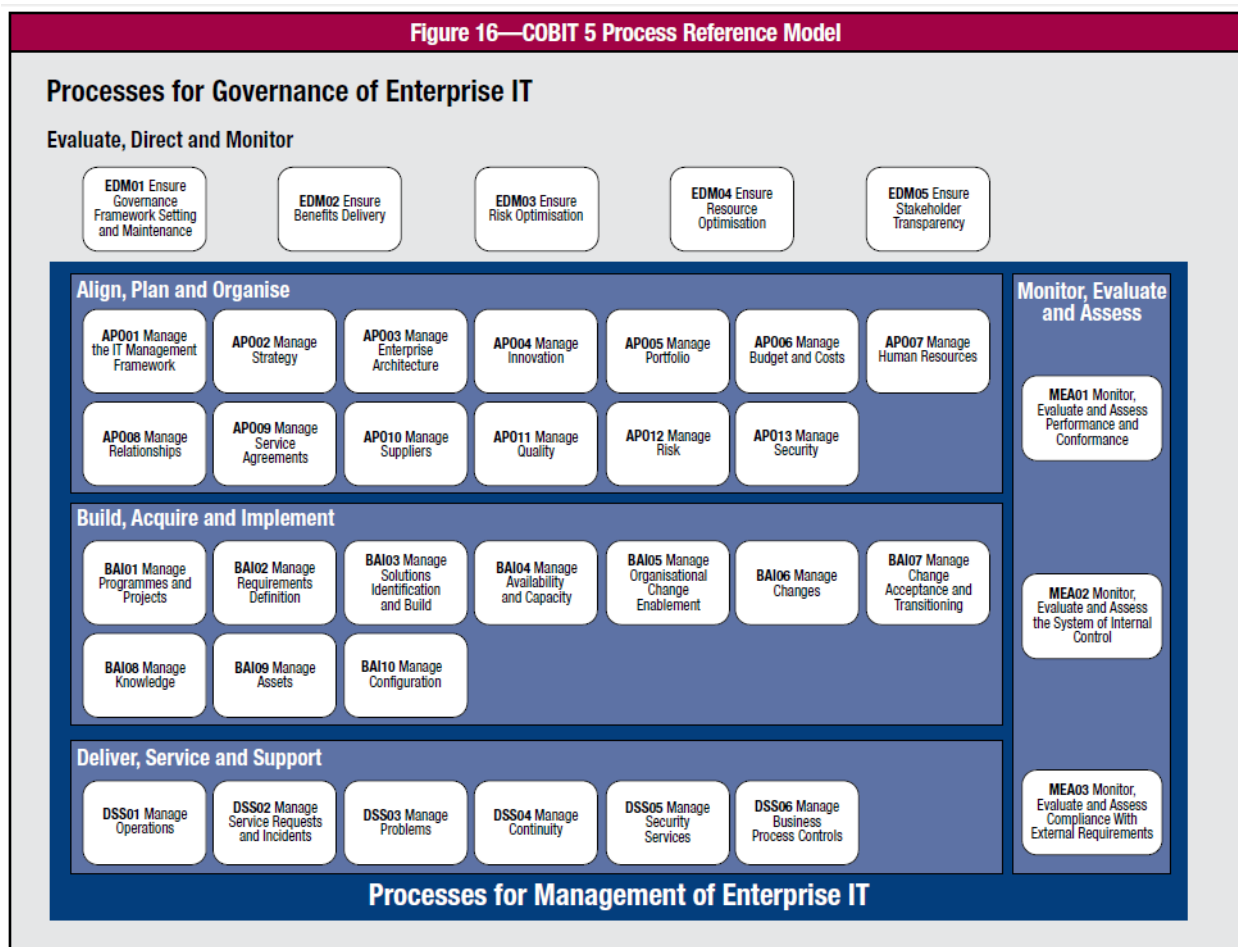 Figure 16—COBIT 5 Process Reference Model
Processes for Governance of Enterprise IT
Evaluate, Direct and Monitor
EDM01 Ensure
Governance
Framework Setting
and Maintenance
EDM02 Ensure
Benefits Delivery
EDM03 Ensure
Risk Optimisation
EDM04 Ensure
Resource
Optimisation
EDM05 Ensure
Stakeholder
Transparency
Align, Plan and Organise
APO01 Manage
the IT Management
Framework
APO02 Manage
Strategy
APO03 Manage
Enterprise
Architecture
APO04 Manage
Innovation
APO05 Manage
Portfolio
APO06 Manage
Budget and Costs
APO07 Manage
Human Resources
APO08 Manage
Relationships
APO09 Manage
Service
Agreements
APO10 Manage
Suppliers
APO11 Manage
Quality
APO12 Manage
Risk
APO13 Manage
Security
Build, Acquire and Implement
BAI01 Manage
Programmes and
Projects
BAI02 Manage
Requirements
Definition
BAI03 Manage
Solutions
Identification
and Build
BAI04 Manage
Availability
and Capacity
BAI05 Manage
Organisational
Change
Enablement
BAI06 Manage
Changes
BAI07 Manage
Change
Acceptance and
Transitioning
BAI08 Manage
Knowledge
BAI09 Manage
Assets
BAI10 Manage
Configuration
Deliver, Service and Support
DSS01 Manage
Operations
DSS02 Manage
Service Requests
and Incidents
DSS03 Manage
Problems
DSS04 Manage
Continuity
DSS05 Manage
Security
Services
DSS06 Manage
Business
Process Controls
Monitor, Evaluate
and Assess
MEA01 Monitor,
Evaluate and Assess
Performance and
Conformance
MEA02 Monitor,
Evaluate and Assess
the System of Internal
Control
MEA03 Monitor,
Evaluate and Assess
Compliance With
External Requirements
Processes for Management of Enterprise IT